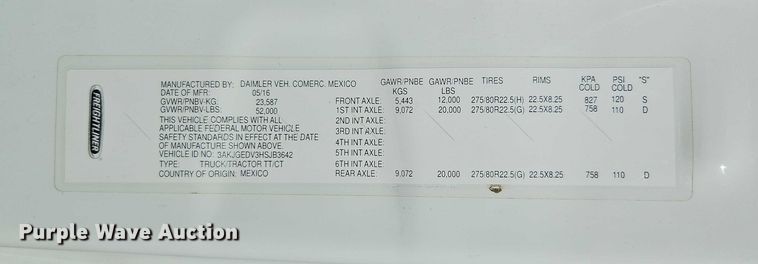 FREIGHTLINER
MANUFACTURED BY: DAIMLER VEH. COMERC. MEXICO
DATE OF MFR: 05/16
GVWR/PNBV-KG: 23,587
GVWR/PNBV-LBS: 52,000
THIS VEHICLE COMPLIES WITH ALL
APPLICABLE FEDERAL MOTOR VEHICLE
SAFETY STANDARDS IN EFFECT AT THE DATE
OF MANUFACTURE SHOWN ABOVE.
VEHICLE ID NO.: 3AKJGEDV3HSJB3642
TYPE: TRUCK/TRACTOR TT/CT
COUNTRY OF ORIGIN: MEXICO
GAWR/PNBE GAWR/PNBE TIRES RIMS KPA PSI "S"
KGS LBS COLD COLD
FRONT AXLE: 5,443 12,000 275/80R22.5(H) 22.5X8.25 827 120 S
1ST INT AXLE: 9,072 20,000 275/80R22.5(G) 22.5X8.25 758 110 D
2ND INT AXLE:
3RD INT AXLE:
4TH INT AXLE:
5TH INT AXLE:
6TH INT AXLE:
REAR AXLE: 9,072 20,000 275/80R22.5(G) 22.5X8.25 758 110 D
Purple Wave Auction